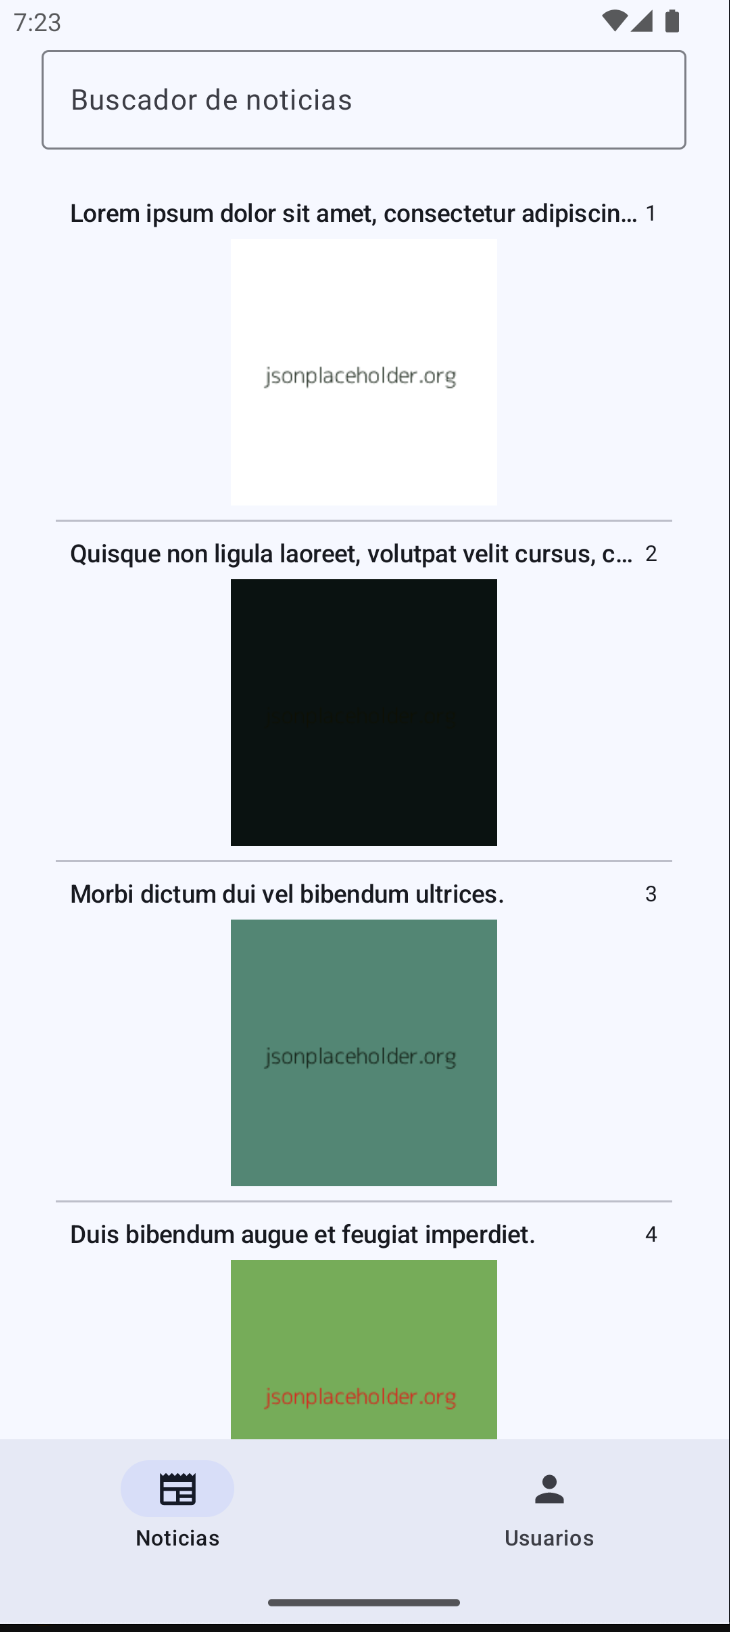 7:23
Buscador de noticias
Lorem ipsum dolor sit amet, consectetur adipiscin... 1
jsonplaceholder.org
Quisque non ligula laoreet, volutpat velit cursus, c... 2
Morbi dictum dui vel bibendum ultrices. 3
jsonplaceholder.org
Duis bibendum augue et feugiat imperdiet. 4
jsonplaceholder.org
Noticias Usuarios